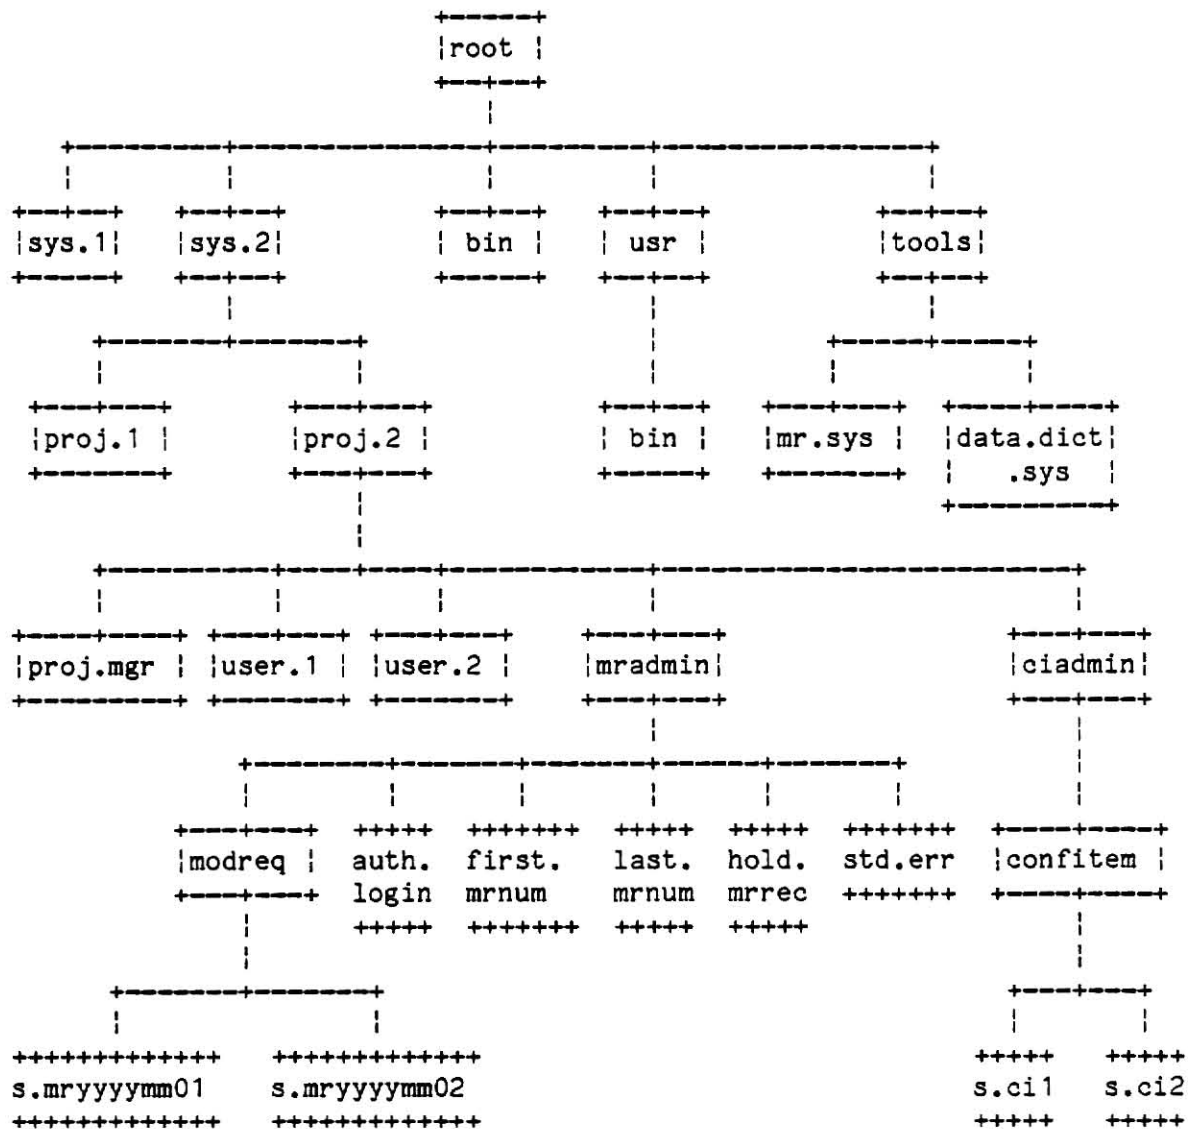 root
sys.1 sys.2 bin usr tools
proj.1 proj.2 bin mr.sys data.dict
.sys
proj.mgr user.1 user.2 mradmin ciadmin
modreq auth. first. last. hold. std.err confitem
login mrnum mrnum mrrec
s.mryyyymm01 s.mryyyymm02 s.ci1 s.ci2